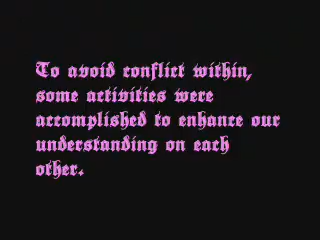 To avoid conflict within,
some activities were
accomplished to enhance our
understanding on each
other.